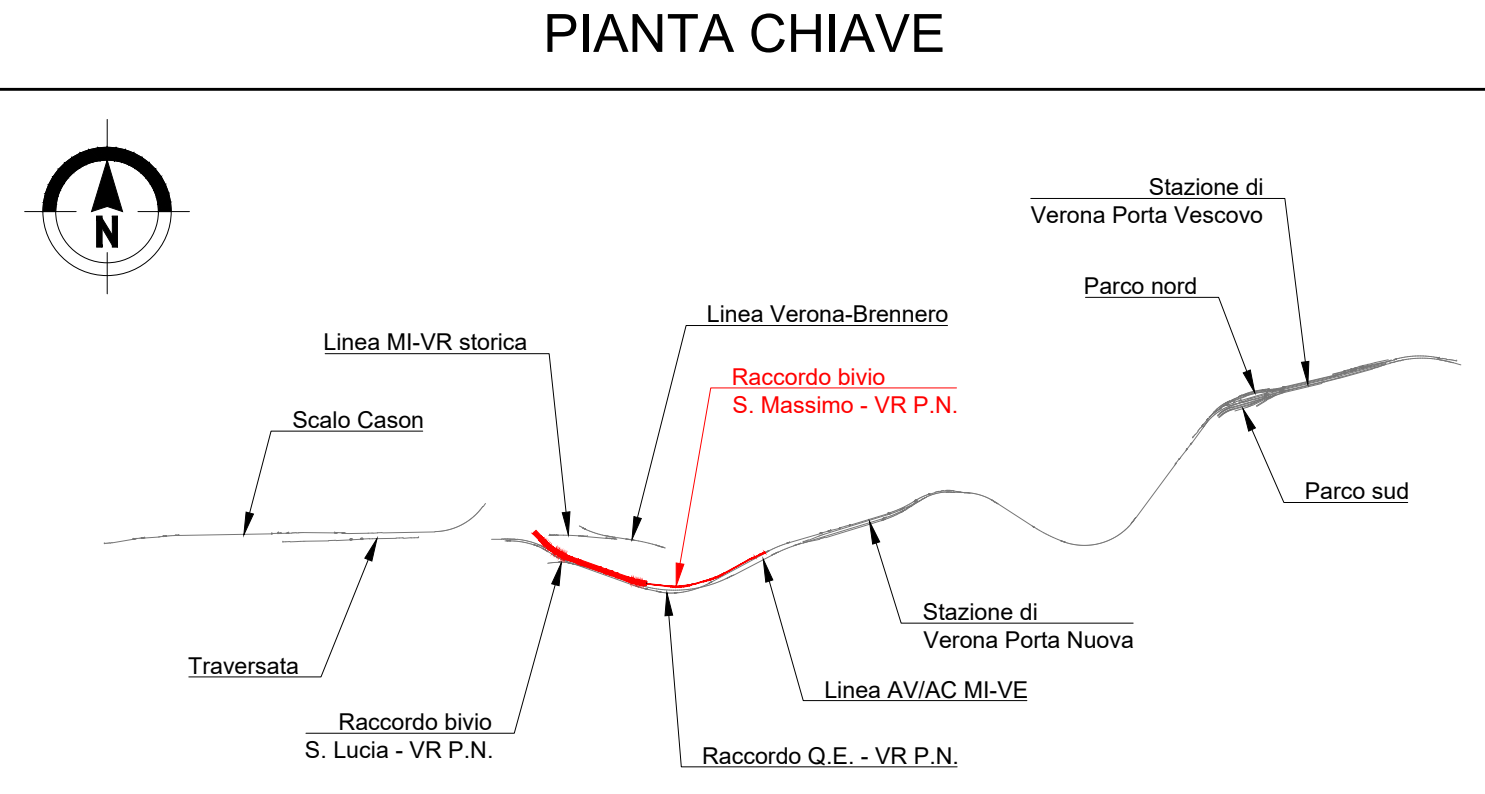 PIANTA CHIAVE
N
Stazione di
Verona Porta Vescovo
Parco nord
Linea Verona-Brennero
Linea MI-VR storica
Raccordo bivio
S. Massimo - VR P.N.
Scalo Cason
Parco sud
Stazione di
Verona Porta Nuova
Traversata
Linea AV/AC MI-VE
Raccordo bivio
S. Lucia - VR P.N.
Raccordo Q.E. - VR P.N.